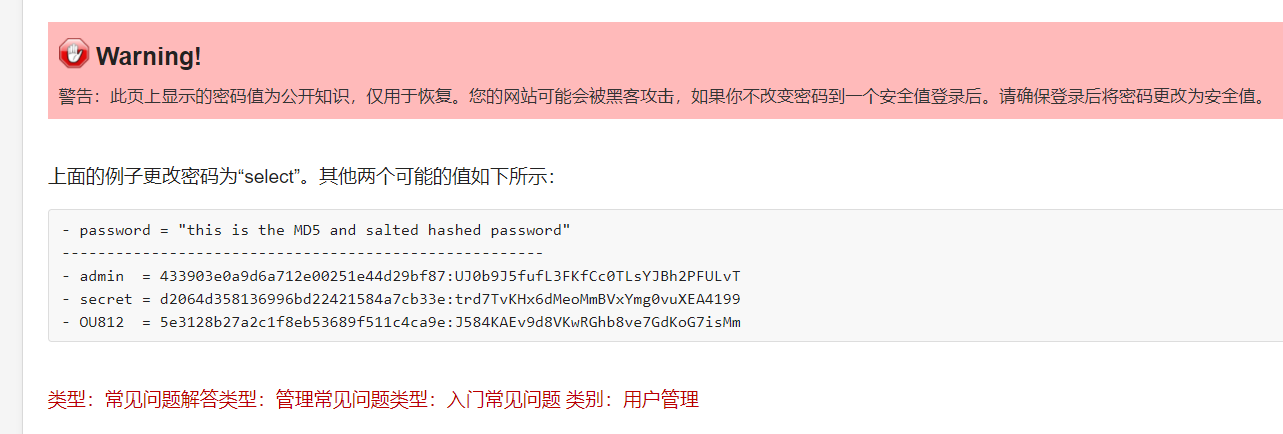 Warning!
警告：此页上显示的密码值为公开知识，仅用于恢复。您的网站可能会被黑客攻击，如果你不改变密码到一个安全值登录后。请确保登录后将密码更改为安全值。
上面的例子更改密码为“select”。其他两个可能的值如下所示：
- password = "this is the MD5 and salted hashed password"
------------------------------------------------------
- admin  = 433903e0a9d6a712e00251e44d29bf87:UJ0b9J5fufL3FKfCc0TLsYJBh2PFULvT
- secret = d2064d358136996bd22421584a7cb33e:trd7TvKHx6dMeoMmBVxYmg0vuXEA4199
- OU812  = 5e3128b27a2c1f8eb53689f511c4ca9e:J584KAEv9d8VKwRGhb8ve7GdKoG7isMm
类型：常见问题解答类型：管理常见问题类型：入门常见问题 类别：用户管理